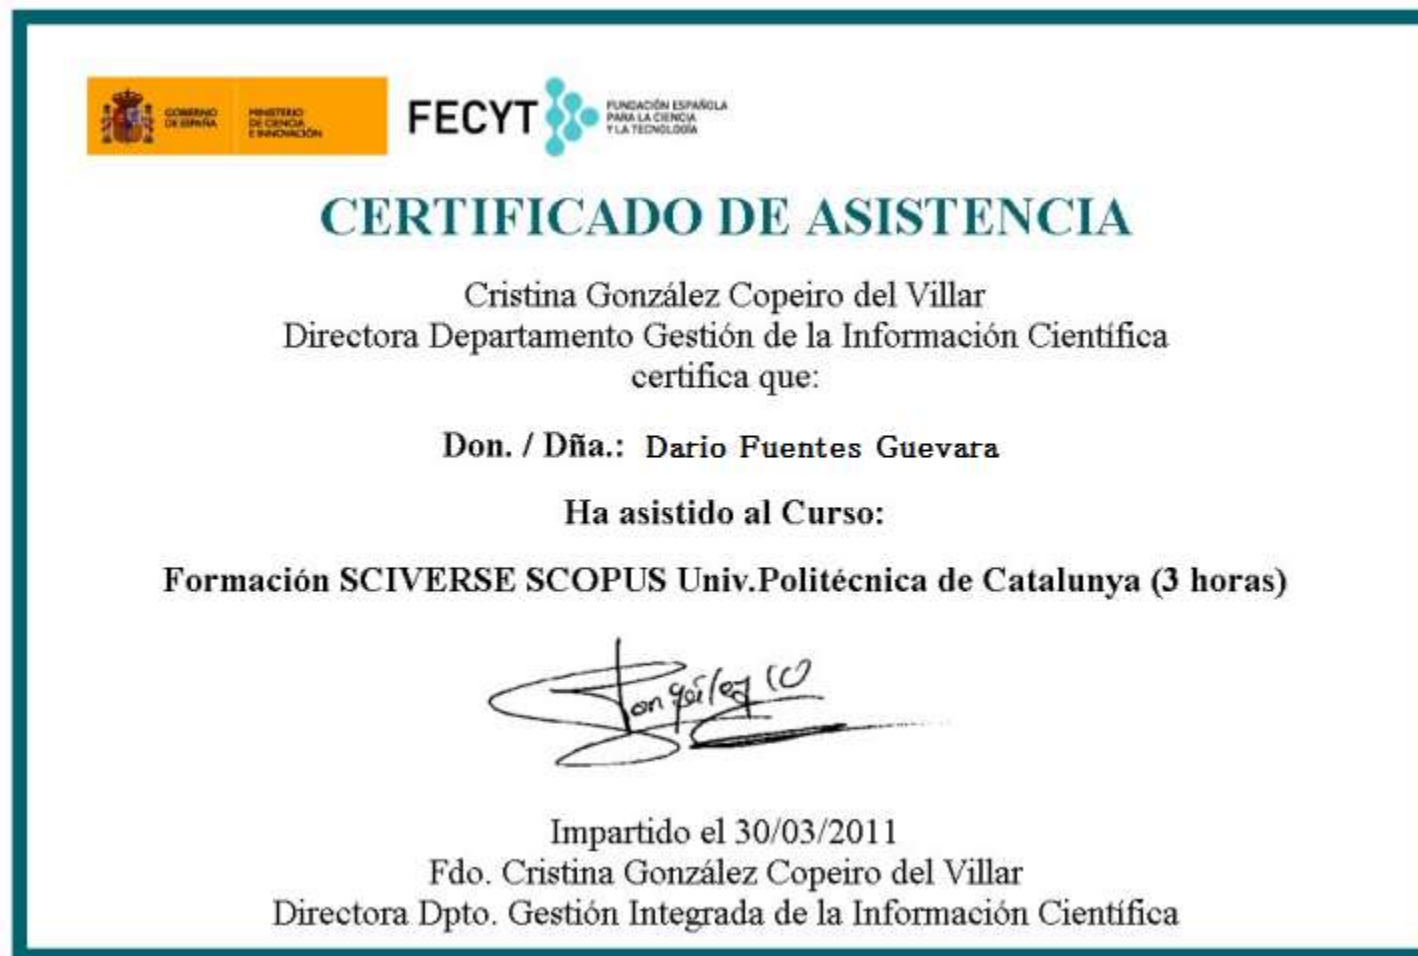 GOBIERNO
DE ESPAÑA
MINISTERIO
DE CIENCIA
E INNOVACIÓN
FECYT
FUNDACIÓN ESPAÑOLA
PARA LA CIENCIA
Y LA TECNOLOGÍA
CERTIFICADO DE ASISTENCIA
Cristina González Copeiro del Villar
Directora Departamento Gestión de la Información Científica
certifica que:
Don. / Dña.: Dario Fuentes Guevara
Ha asistido al Curso:
Formación SCIVERSE SCOPUS Univ.Politécnica de Catalunya (3 horas)
Impartido el 30/03/2011
Fdo. Cristina González Copeiro del Villar
Directora Dpto. Gestión Integrada de la Información Científica